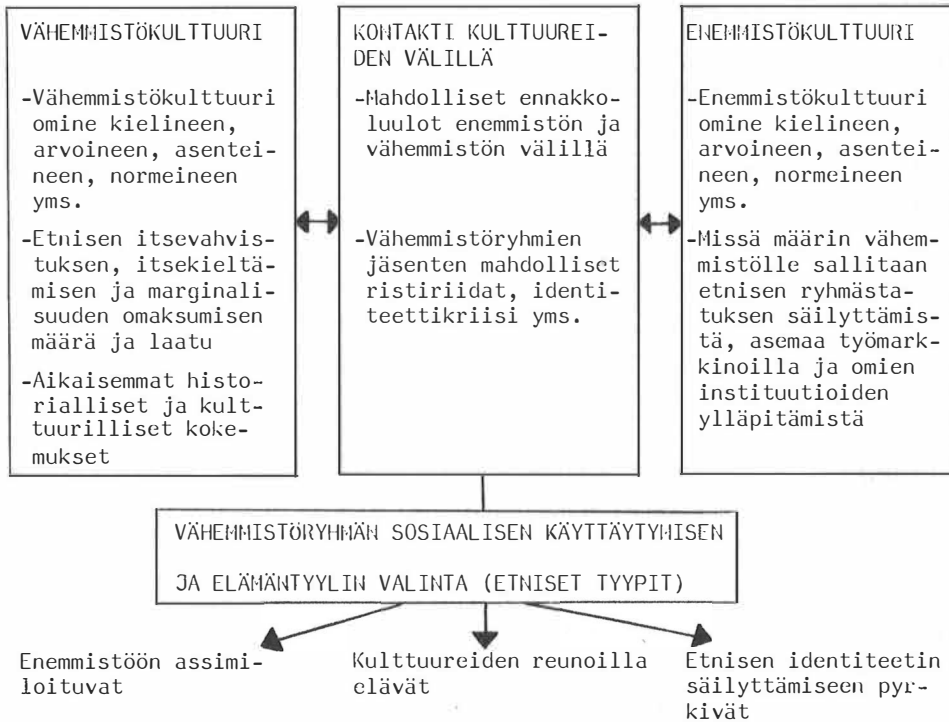 VÄHEMMISTÖKULTTUURI
-Vähemmistökulttuuri
omine kielineen,
arvoineen, asentei-
neen, normeineen
yms.
-Etnisen itsevahvis-
tuksen, itsekieltä-
misen ja marginali-
suuden omaksumisen
määrä ja laatu
-Aikaisemmat histo-
rialliset ja kult-
tuurilliset koke-
mukset
KONTAKTI KULTTUUREI-
DEN VÄLILLÄ
-Mahdolliset ennakko-
luulot enemmistön ja
vähemmistön välillä
-Vähemmistöryhmien
jäsenten mahdolliset
ristiriidat, identi-
teettikriisi yms.
ENEMMISTÖKULTTUURI
-Enemmistökulttuuri
omine kielineen,
arvoineen, asentei-
neen, normeineen
yms.
-Missä määrin vähem-
mistölle sallitaan
etnisen ryhmästa-
tuksen säilyttämis-
tä, asemaa työmark-
kinoilla ja omien
instituutioiden
ylläpitämistä
VÄHEMMISTÖRYHMÄN SOSIAALISEN KÄYTTÄYTYMISEN
JA ELÄMÄNTYYLIN VALINTA (ETNISET TYYPIT)
Enemmistöön assimi-
loituvat
Kulttuureiden reunoilla
elävät
Etnisen identiteetin
säilyttämiseen pyr-
kivät